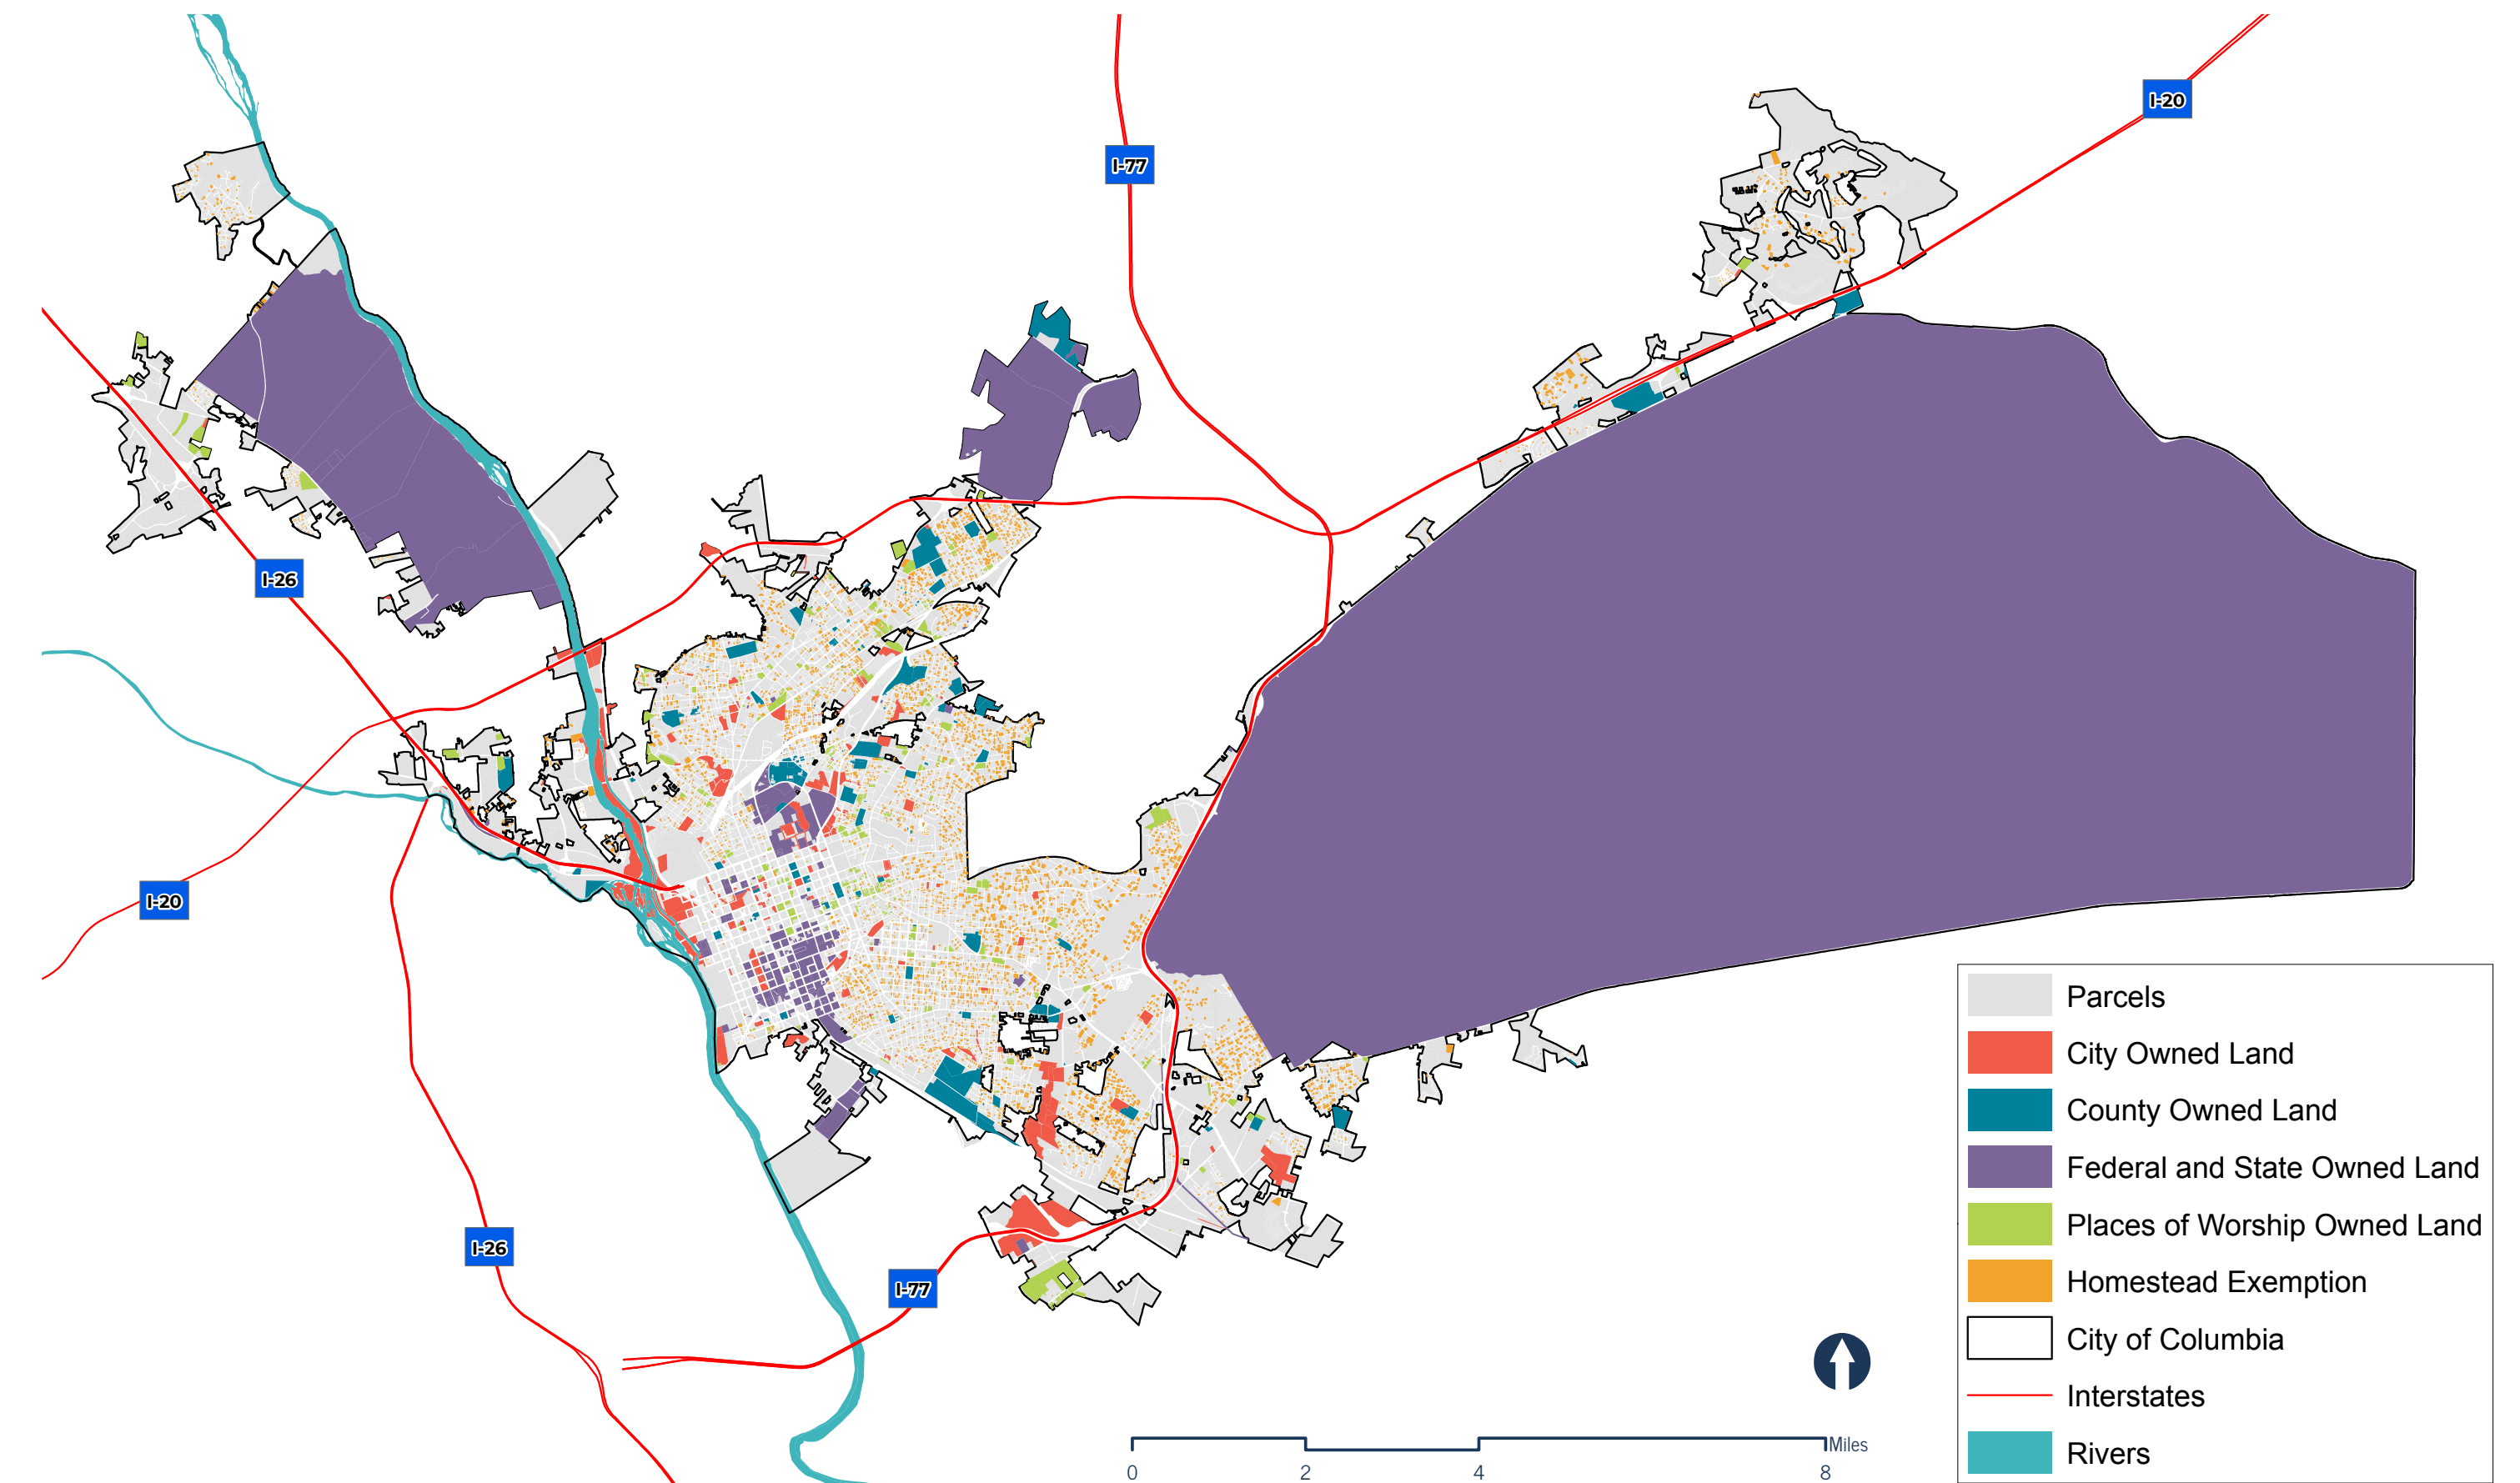 I-20
I-77
I-26
I-20
I-26
I-77
Parcels
City Owned Land
County Owned Land
Federal and State Owned Land
Places of Worship Owned Land
Homestead Exemption
City of Columbia
Interstates
Rivers
Miles
0 2 4 8